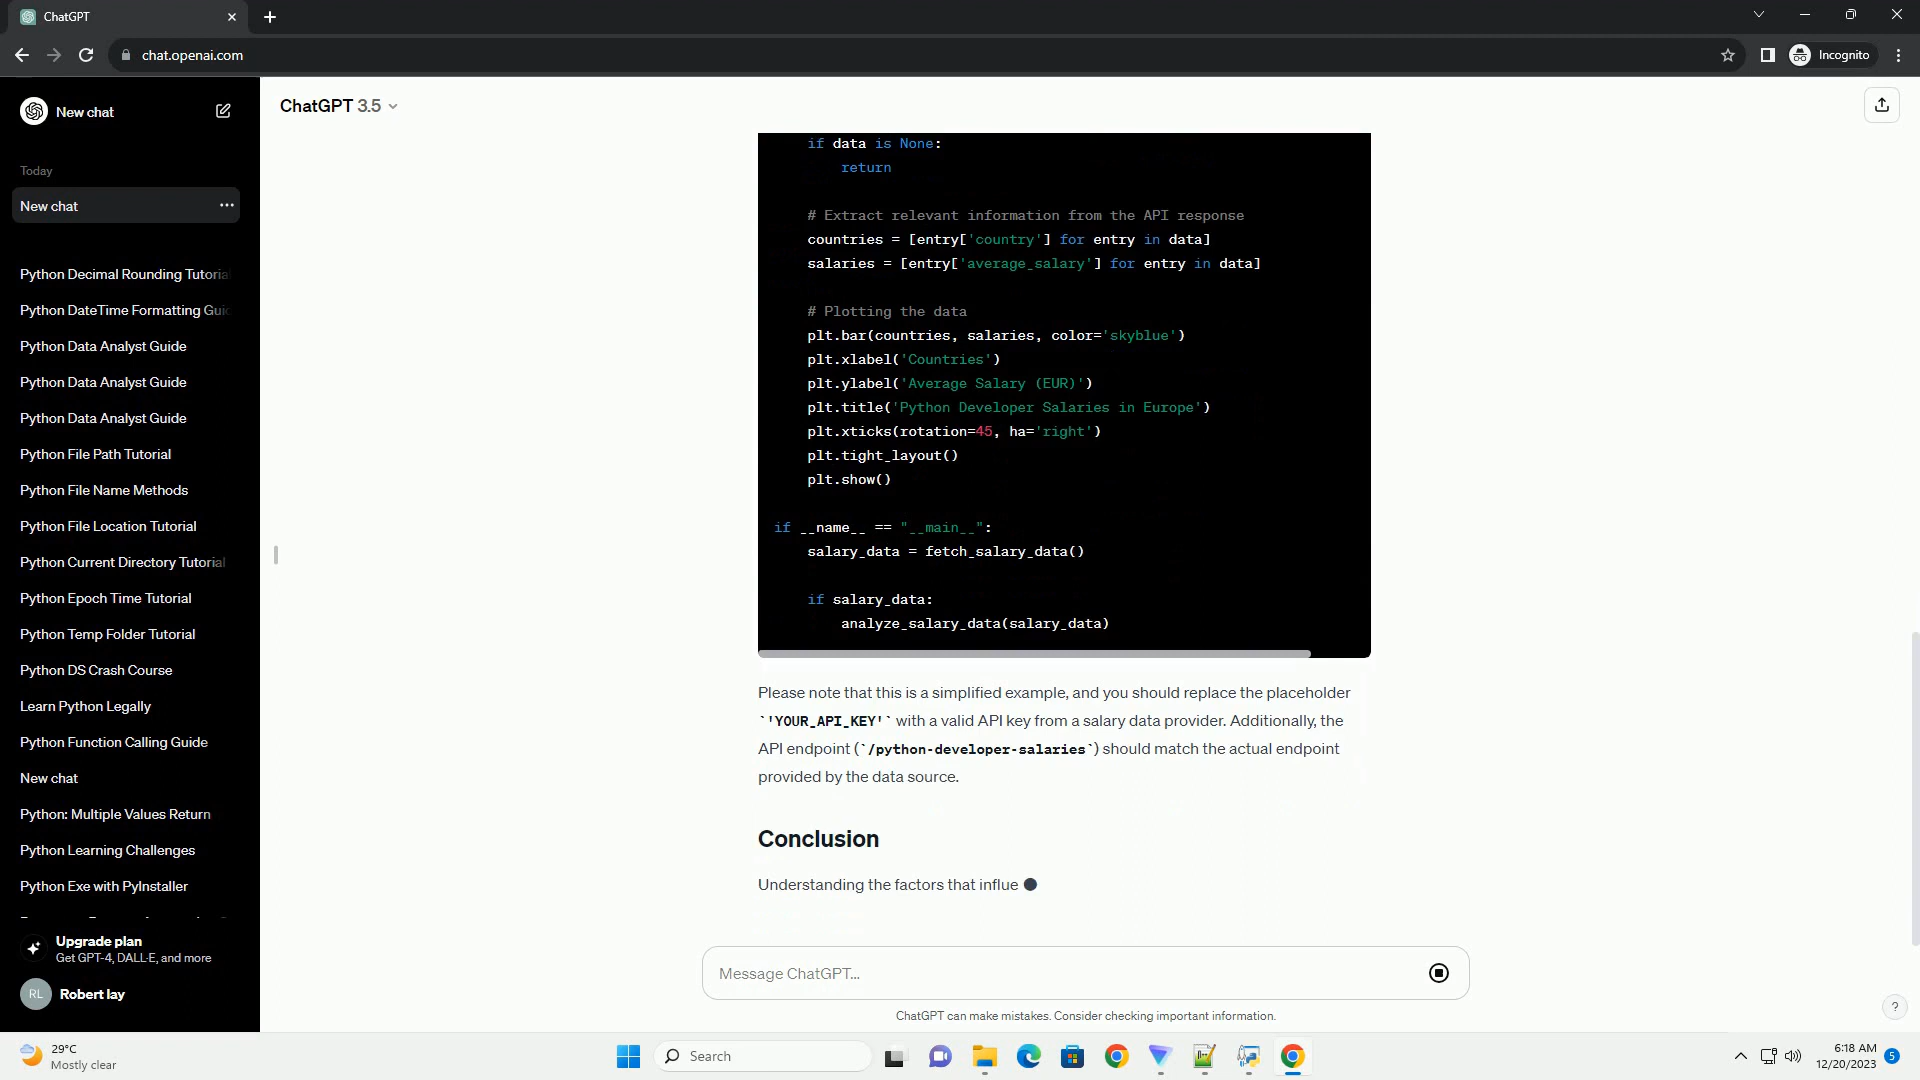 ChatGPT
chat.openai.com
Incognito
New chat
ChatGPT 3.5
Today
New chat
Python Decimal Rounding Tutoria
Python DateTime Formatting Gui
Python Data Analyst Guide
Python Data Analyst Guide
Python Data Analyst Guide
Python File Path Tutorial
Python File Name Methods
Python File Location Tutorial
Python Current Directory Tutorial
Python Epoch Time Tutorial
Python Temp Folder Tutorial
Python DS Crash Course
Learn Python Legally
Python Function Calling Guide
New chat
Python: Multiple Values Return
Python Learning Challenges
Python Exe with PyInstaller
Upgrade plan
Get GPT-4, DALL·E, and more
RL
Robert lay
if data is None:
return
# Extract relevant information from the API response
countries = [entry['country'] for entry in data]
salaries = [entry['average_salary'] for entry in data]
# Plotting the data
plt.bar(countries, salaries, color='skyblue')
plt.xlabel('Countries')
plt.ylabel('Average Salary (EUR)')
plt.title('Python Developer Salaries in Europe')
plt.xticks(rotation=45, ha='right')
plt.tight_layout()
plt.show()
if __name__ == "__main__":
salary_data = fetch_salary_data()
if salary_data:
analyze_salary_data(salary_data)
Please note that this is a simplified example, and you should replace the placeholder
`'YOUR_API_KEY'` with a valid API key from a salary data provider. Additionally, the
API endpoint (`/python-developer-salaries`) should match the actual endpoint
provided by the data source.
Conclusion
Understanding the factors that influe
Message ChatGPT...
ChatGPT can make mistakes. Consider checking important information.
?
29°C
Mostly clear
Search
6:18 AM
12/20/2023
5